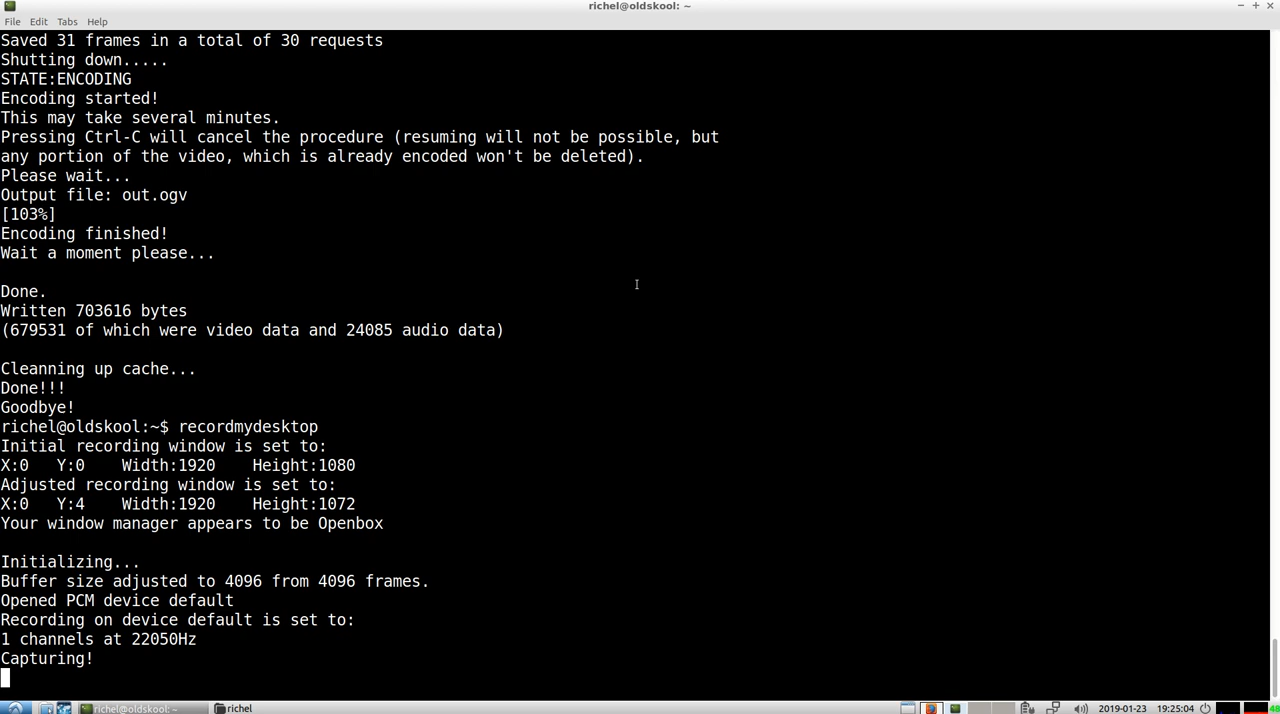 richel@oldskool: ~
File Edit Tabs Help
Saved 31 frames in a total of 30 requests
Shutting down.....
STATE:ENCODING
Encoding started!
This may take several minutes.
Pressing Ctrl-C will cancel the procedure (resuming will not be possible, but
any portion of the video, which is already encoded won't be deleted).
Please wait...
Output file: out.ogv
[103%]
Encoding finished!
Wait a moment please...
Done.
Written 703616 bytes
(679531 of which were video data and 24085 audio data)
Cleanning up cache...
Done!!!
Goodbye!
richel@oldskool:~$ recordmydesktop
Initial recording window is set to:
X:0 Y:0 Width:1920 Height:1080
Adjusted recording window is set to:
X:0 Y:4 Width:1920 Height:1072
Your window manager appears to be Openbox
Initializing...
Buffer size adjusted to 4096 from 4096 frames.
Opened PCM device default
Recording on device default is set to:
1 channels at 22050Hz
Capturing!
richel@oldskool: ~ richel 2019-01-23 19:25:04 48